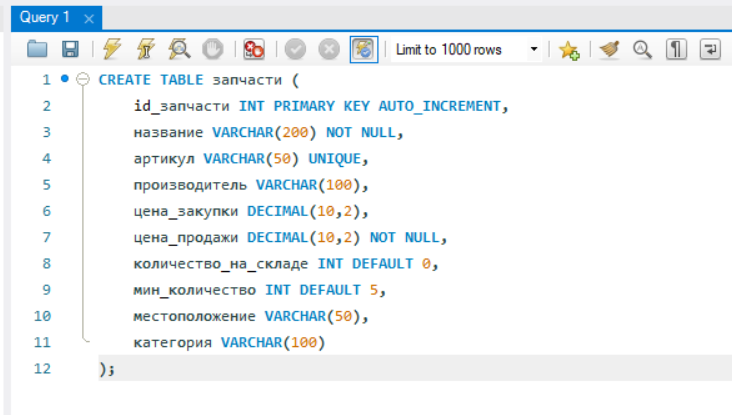 Query 1
Limit to 1000 rows
1 CREATE TABLE запчасти (
2 id_запчасти INT PRIMARY KEY AUTO_INCREMENT,
3 название VARCHAR(200) NOT NULL,
4 артикул VARCHAR(50) UNIQUE,
5 производитель VARCHAR(100),
6 цена_закупки DECIMAL(10,2),
7 цена_продажи DECIMAL(10,2) NOT NULL,
8 количество_на_складе INT DEFAULT 0,
9 мин_количество INT DEFAULT 5,
10 местоположение VARCHAR(50),
11 категория VARCHAR(100)
12 );